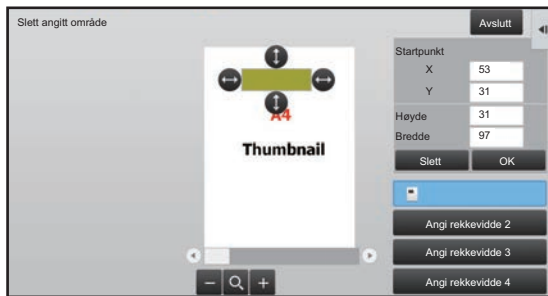 Slett angitt område
Avslutt
A4
Thumbnail
Startpunkt
X 53
Y 31
Høyde 31
Bredde 97
Slett OK
Angi rekkevidde 2
Angi rekkevidde 3
Angi rekkevidde 4